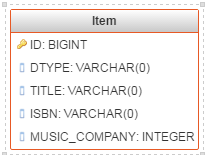 Item
ID: BIGINT
DTYPE: VARCHAR(0)
TITLE: VARCHAR(0)
ISBN: VARCHAR(0)
MUSIC_COMPANY: INTEGER